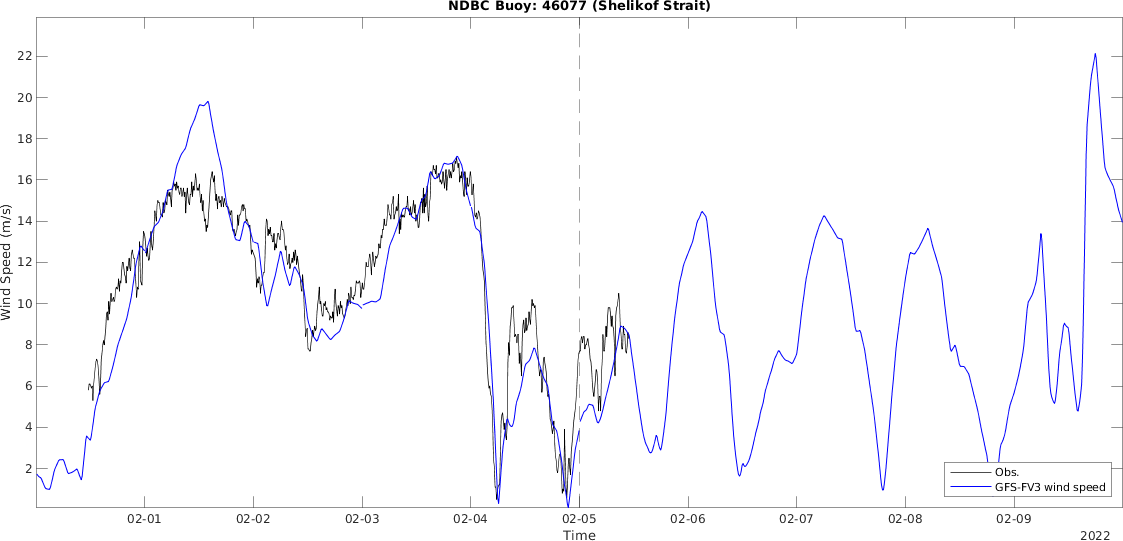 NDBC Buoy: 46077 (Shelikof Strait)
Wind Speed (m/s)
22
20
18
16
14
12
10
8
6
4
2
02-01 02-02 02-03 02-04 02-05 02-06 02-07 02-08 02-09
Time
2022
Obs.
GFS-FV3 wind speed